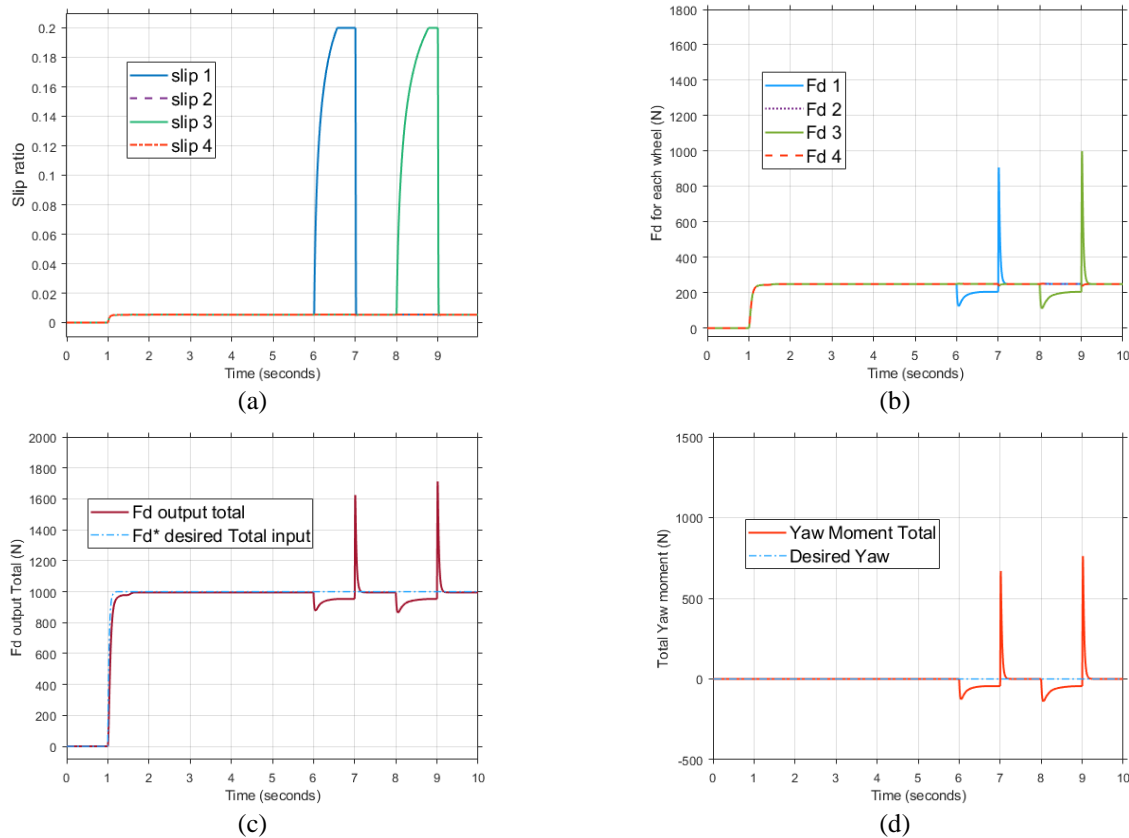 0.2
0.18
0.16
0.14
0.12
0.1
0.08
0.06
0.04
0.02
0
Slip ratio
slip 1
slip 2
slip 3
slip 4
0 1 2 3 4 5 6 7 8 9
Time (seconds)
(a)
1800
1600
1400
1200
1000
800
600
400
200
0
Fd for each wheel (N)
Fd 1
Fd 2
Fd 3
Fd 4
0 1 2 3 4 5 6 7 8 9 10
Time (seconds)
(b)
2000
1800
1600
1400
1200
1000
800
600
400
200
0
Fd output Total (N)
Fd output total
Fd* desired Total input
0 1 2 3 4 5 6 7 8 9 10
Time (seconds)
(c)
1500
1000
500
0
-500
Total Yaw moment (N)
Yaw Moment Total
Desired Yaw
0 1 2 3 4 5 6 7 8 9 10
Time (seconds)
(d)